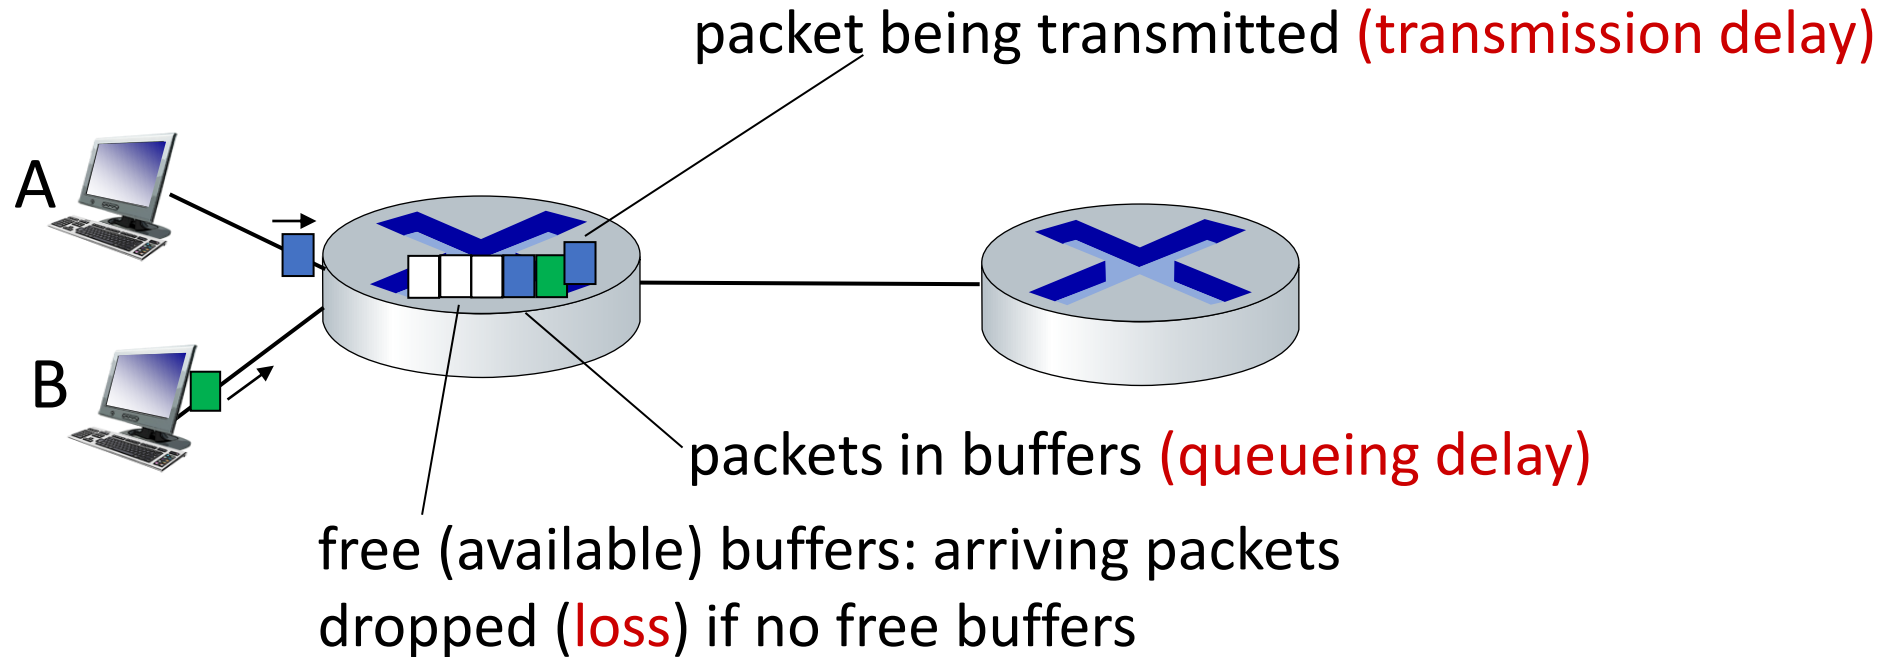 packet being transmitted (transmission delay)
A
B
packets in buffers (queueing delay)
free (available) buffers: arriving packets
dropped (loss) if no free buffers